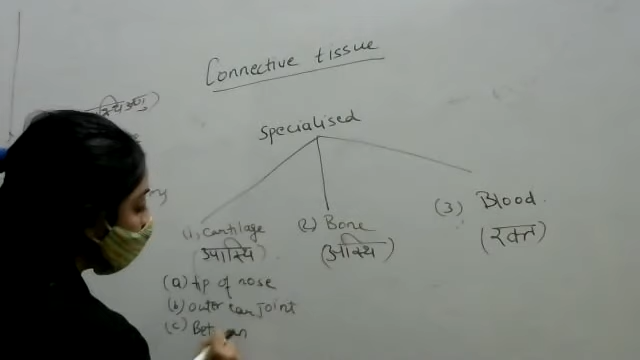 Connective tissue
Specialised
(1) Cartilage (2) Bone (3) Blood.
(उपास्थि) (अस्थि) (रक्त)
(a) tip of nose
(b) outer ear joint
(c) Bet